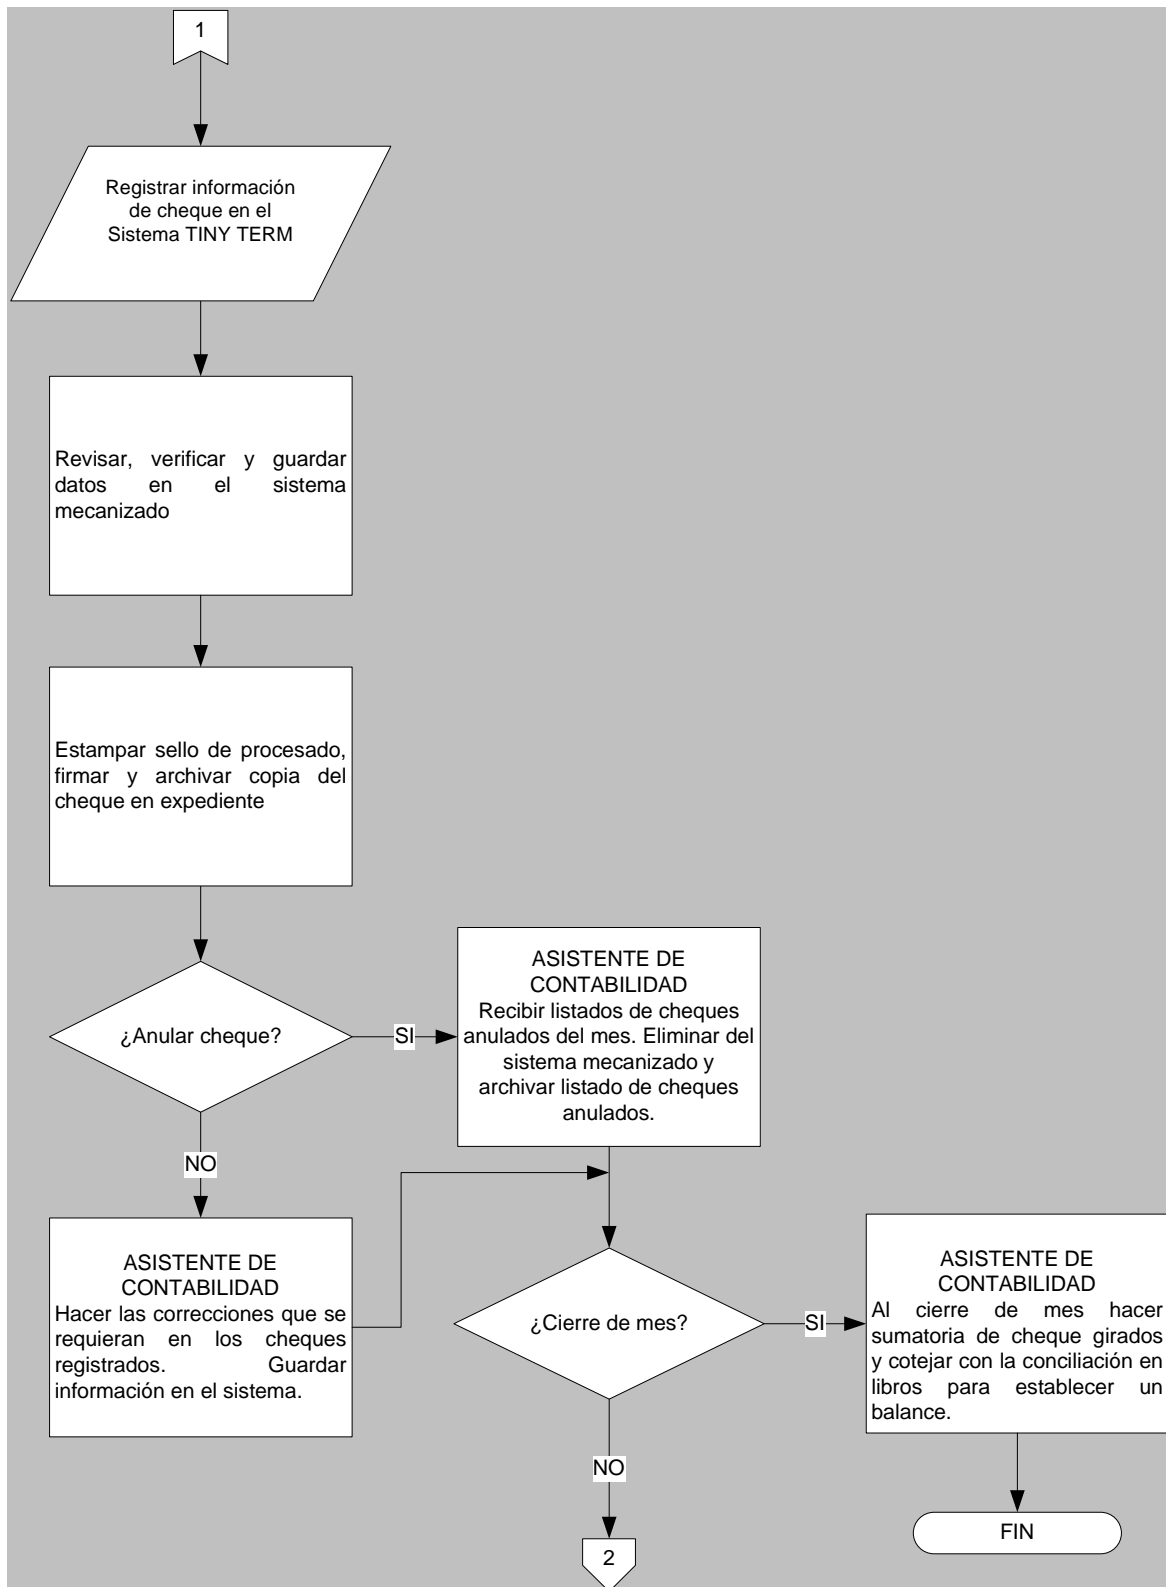 1
Registrar información
de cheque en el
Sistema TINY TERM
Revisar, verificar y guardar
datos en el sistema
mecanizado
Estampar sello de procesado,
firmar y archivar copia del
cheque en expediente
¿Anular cheque?
SI
ASISTENTE DE
CONTABILIDAD
Recibir listados de cheques
anulados del mes. Eliminar del
sistema mecanizado y
archivar listado de cheques
anulados.
NO
ASISTENTE DE
CONTABILIDAD
Hacer las correcciones que se
requieran en los cheques
registrados. Guardar
información en el sistema.
¿Cierre de mes?
SI
ASISTENTE DE
CONTABILIDAD
Al cierre de mes hacer
sumatoria de cheque girados
y cotejar con la conciliación en
libros para establecer un
balance.
NO
FIN
2